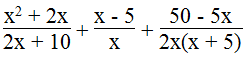 x² + 2x / 2x + 10 + x - 5 / x + 50 - 5x / 2x(x + 5)